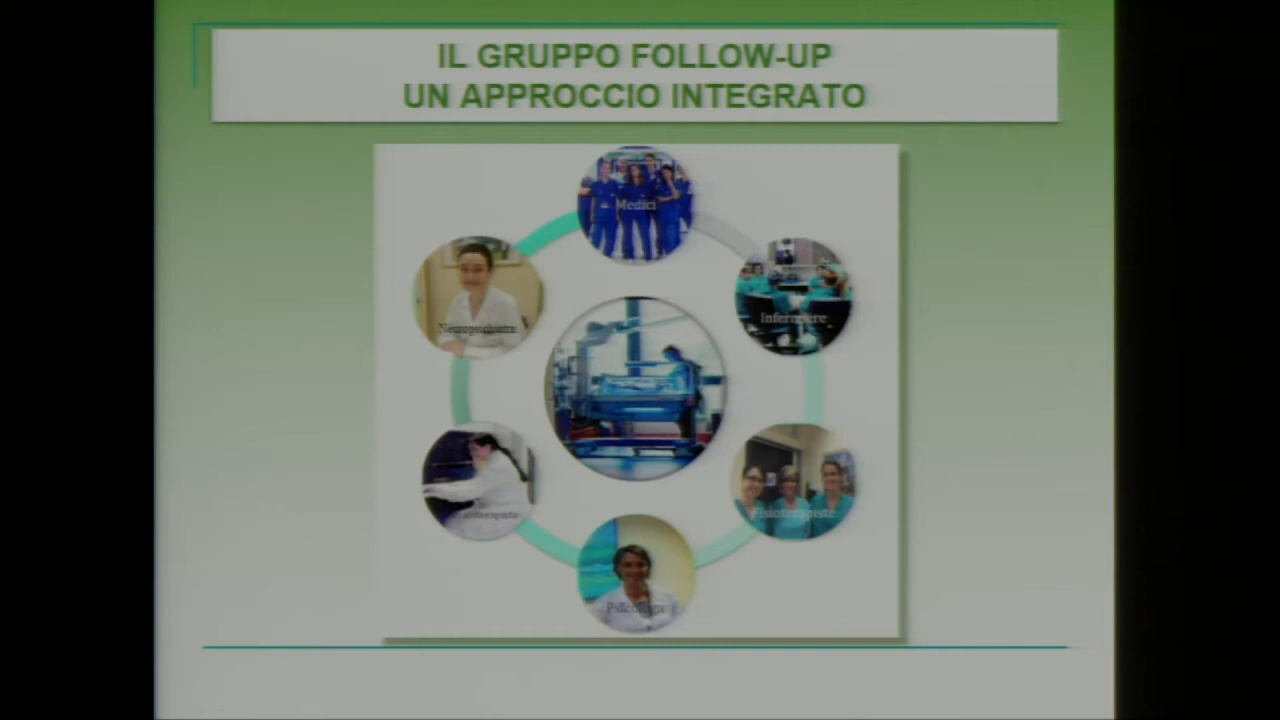 IL GRUPPO FOLLOW-UP
UN APPROCCIO INTEGRATO
Medici
Infermiere
Fisioterapiste
Psicologa
Neuropsichiatra